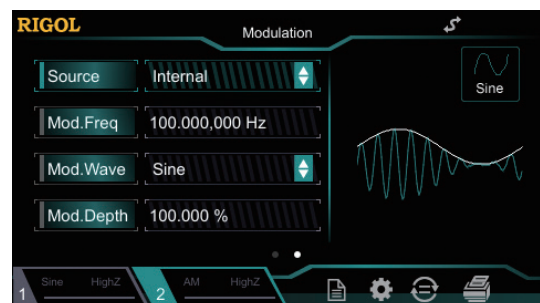 RIGOL
Modulation
Source Internal
Sine
Mod.Freq 100.000,000 Hz
Mod.Wave Sine
Mod.Depth 100.000 %
1 Sine HighZ
2 AM HighZ